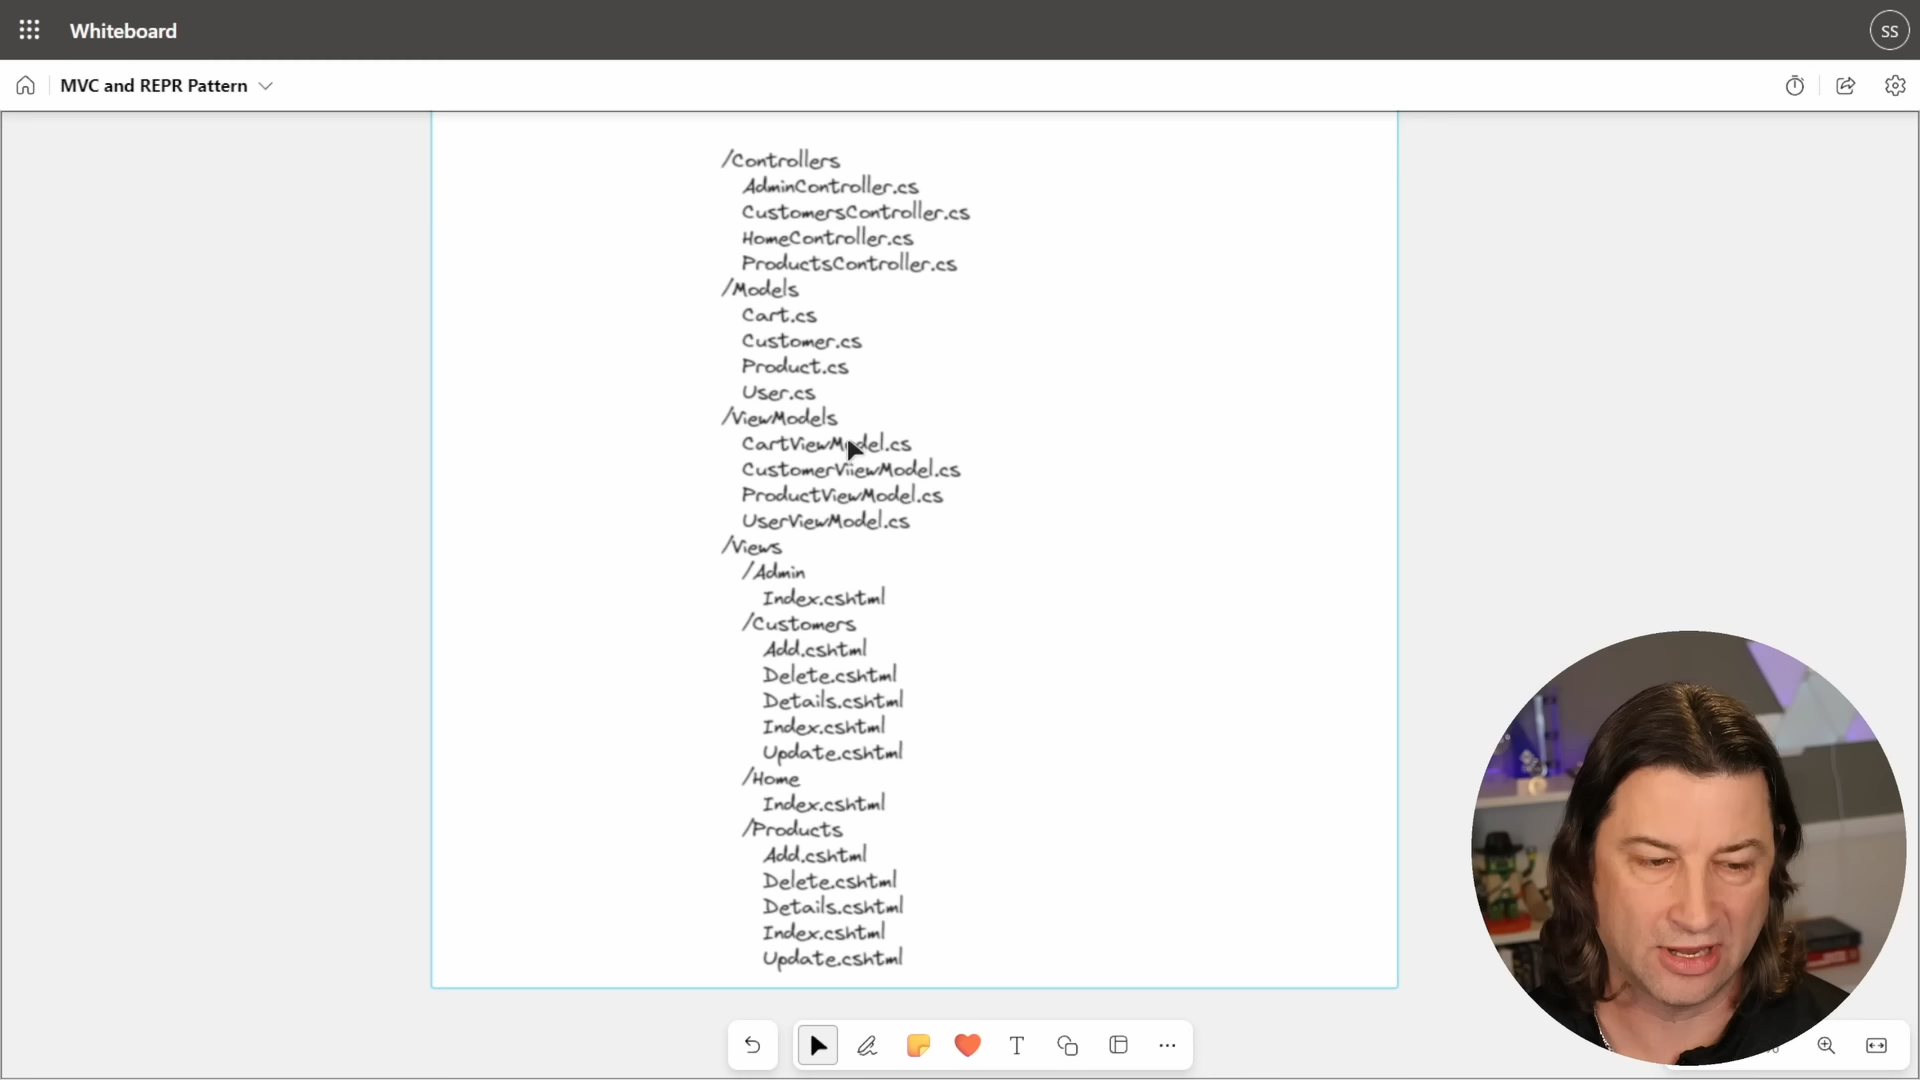 Whiteboard
SS
MVC and REPR Pattern
/Controllers
AdminController.cs
CustomersController.cs
HomeController.cs
ProductsController.cs
/Models
Cart.cs
Customer.cs
Product.cs
User.cs
/ViewModels
CartViewModel.cs
CustomerViiewModel.cs
ProductViewModel.cs
UserViewModel.cs
/Views
/Admin
Index.cshtml
/Customers
Add.cshtml
Delete.cshtml
Details.cshtml
Index.cshtml
Update.cshtml
/Home
Index.cshtml
/Products
Add.cshtml
Delete.cshtml
Details.cshtml
Index.cshtml
Update.cshtml